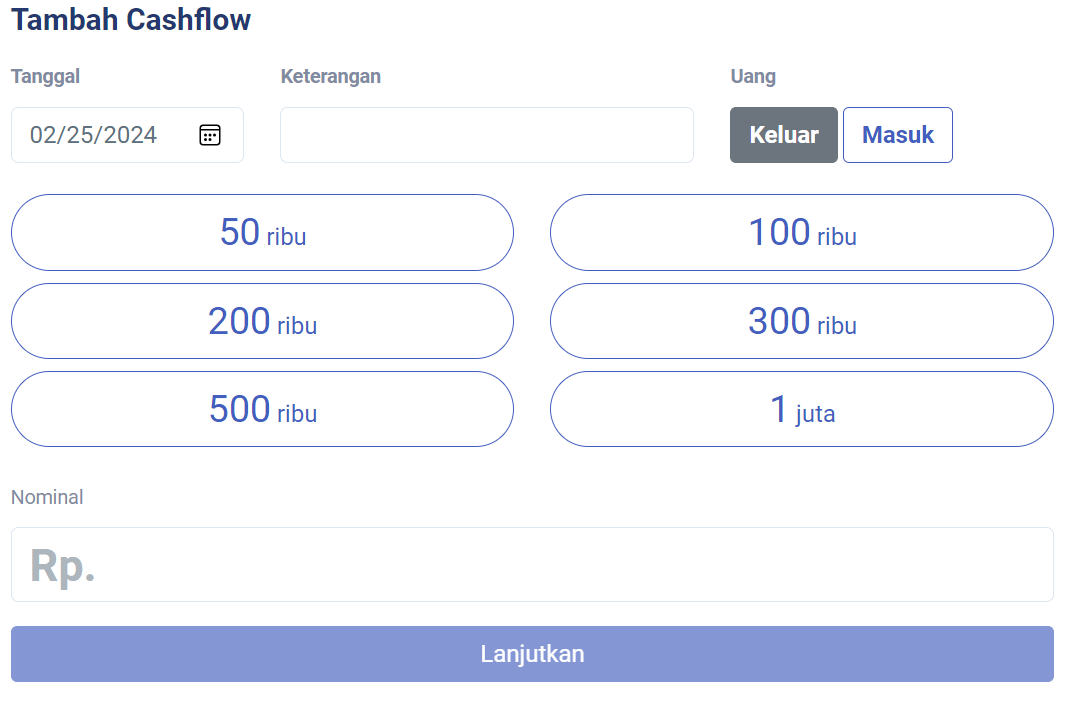 Tambah Cashflow
Tanggal Keterangan Uang
02/25/2024 Keluar Masuk
50 ribu 100 ribu
200 ribu 300 ribu
500 ribu 1 juta
Nominal
Rp.
Lanjutkan